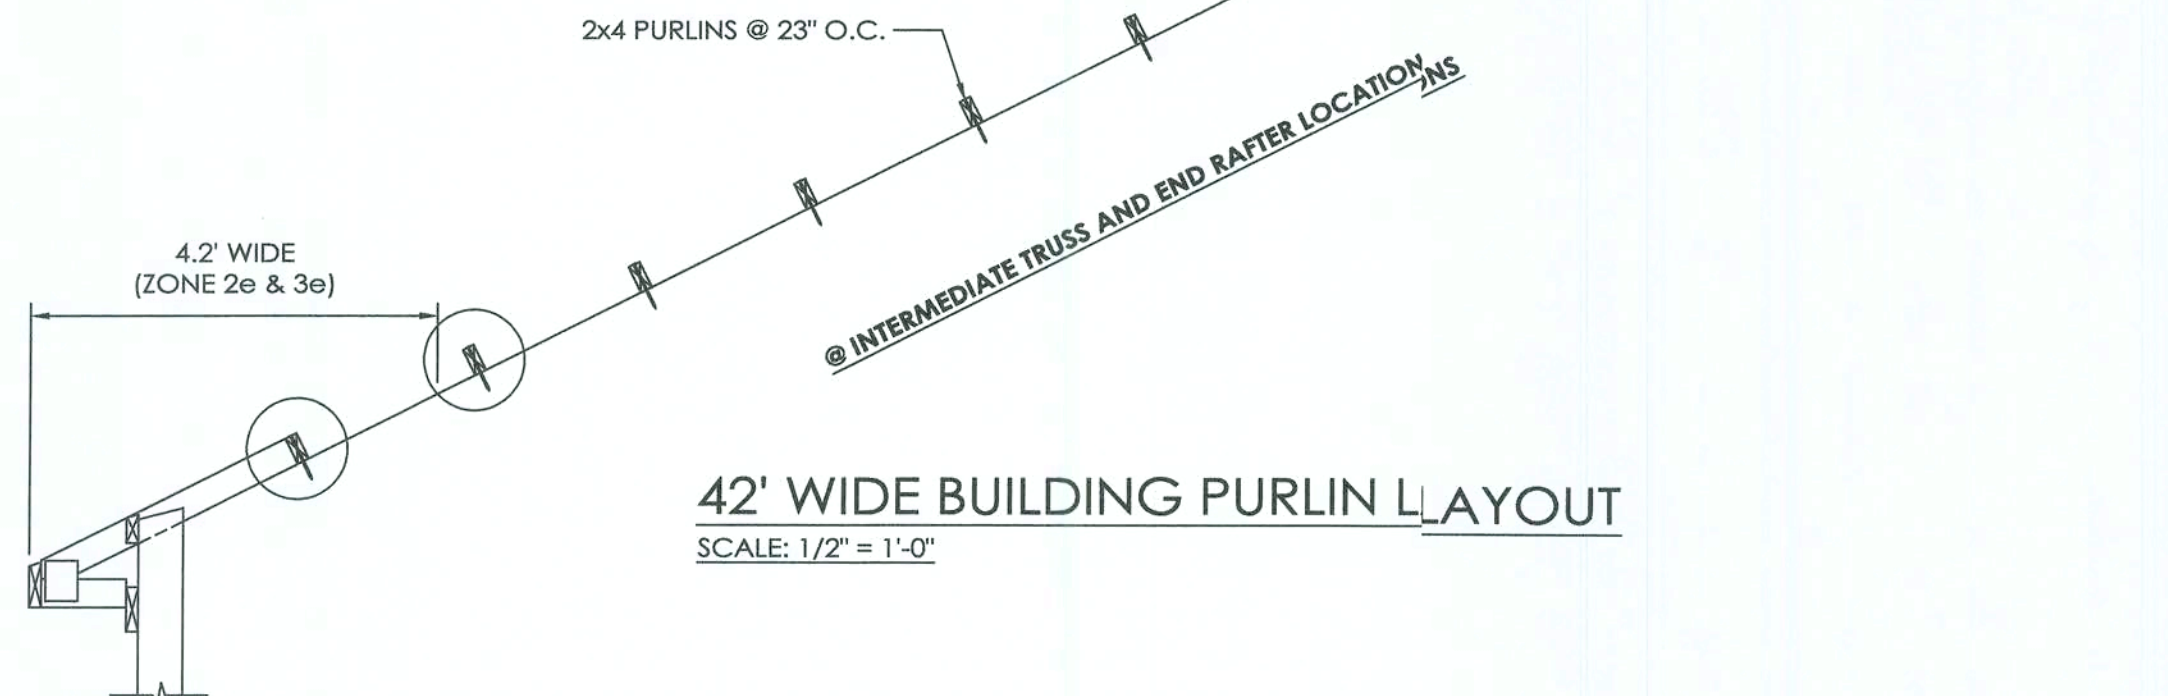 2x4 PURLINS @ 23" O.C.
@ INTERMEDIATE TRUSS AND END RAFTER LOCATIONS
4.2' WIDE
(ZONE 2e & 3e)
42' WIDE BUILDING PURLIN LAYOUT
SCALE: 1/2" = 1'-0"